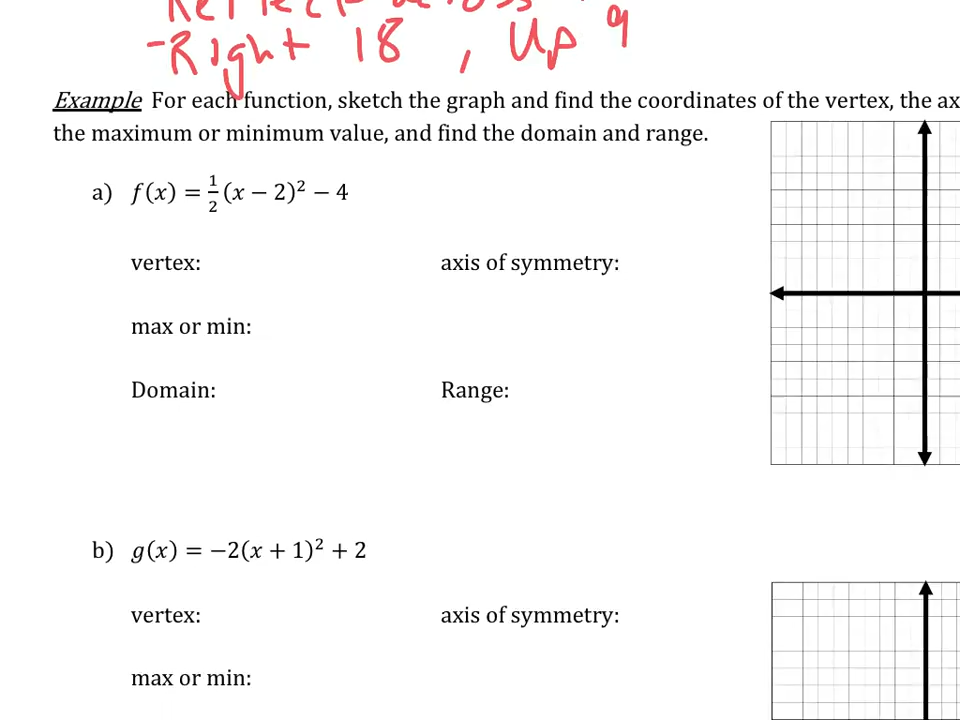 Reflect across
-Right 18, Up 9
Example For each function, sketch the graph and find the coordinates of the vertex, the ax
the maximum or minimum value, and find the domain and range.
a) f(x) = 1/2 (x − 2)² − 4
vertex: axis of symmetry:
max or min:
Domain: Range:
b) g(x) = −2(x + 1)² + 2
vertex: axis of symmetry:
max or min: